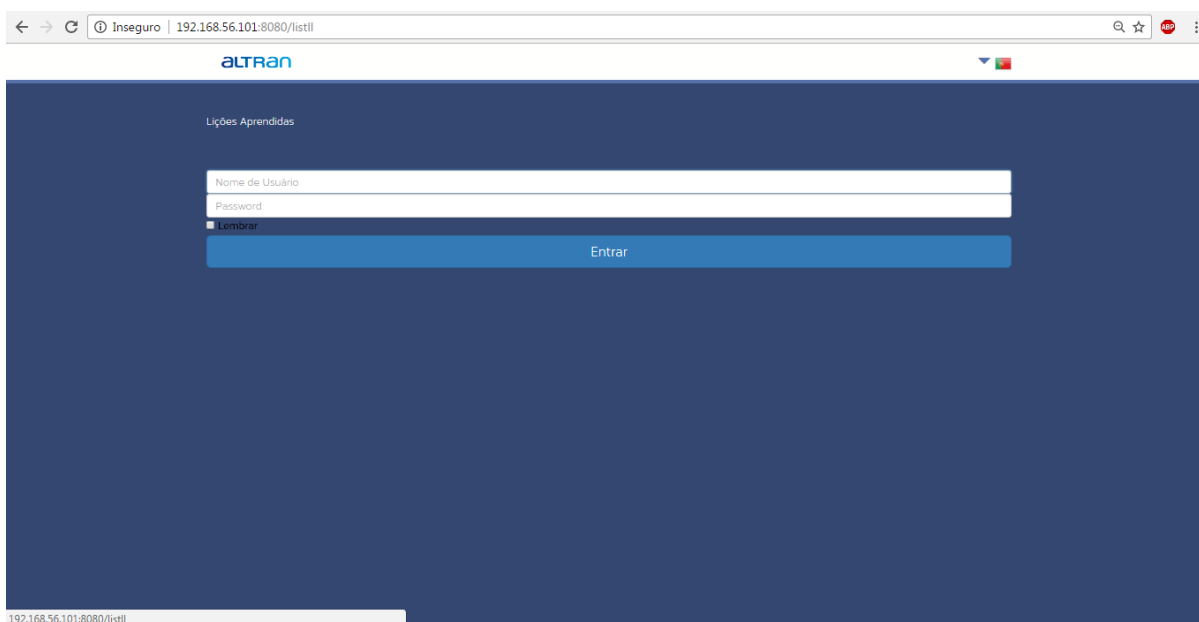 Inseguro | 192.168.56.101:8080/listll
ABP
aLTRan
Lições Aprendidas
Nome de Usuário
Password
Lembrar
Entrar
192.168.56.101:8080/listll